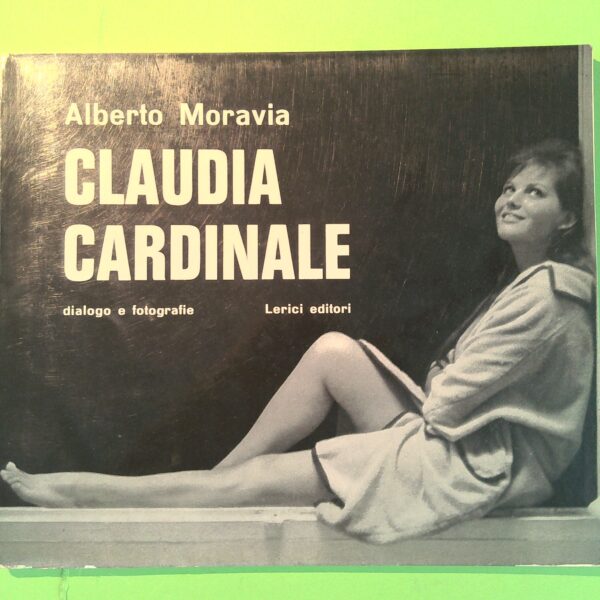 Alberto Moravia
CLAUDIA
CARDINALE
dialogo e fotografie Lerici editori